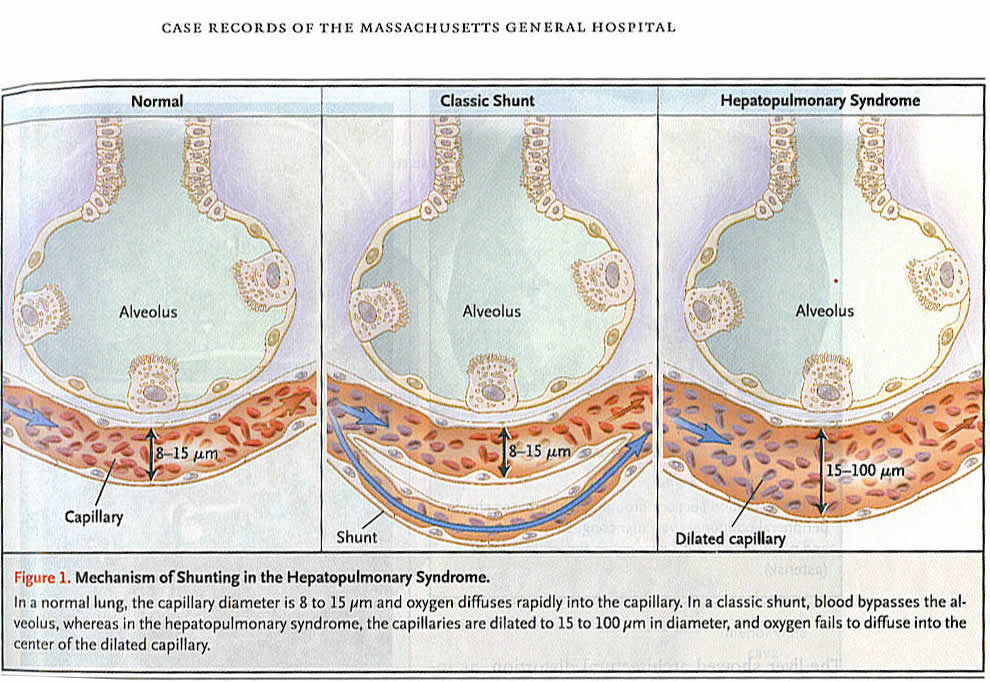 CASE RECORDS OF THE MASSACHUSETTS GENERAL HOSPITAL
Normal
Classic Shunt
Hepatopulmonary Syndrome
Alveolus
Alveolus
Alveolus
8–15 µm
8–15 µm
15–100 µm
Capillary
Shunt
Dilated capillary
Figure 1. Mechanism of Shunting in the Hepatopulmonary Syndrome.
In a normal lung, the capillary diameter is 8 to 15 µm and oxygen diffuses rapidly into the capillary. In a classic shunt, blood bypasses the al-
veolus, whereas in the hepatopulmonary syndrome, the capillaries are dilated to 15 to 100 µm in diameter, and oxygen fails to diffuse into the
center of the dilated capillary.